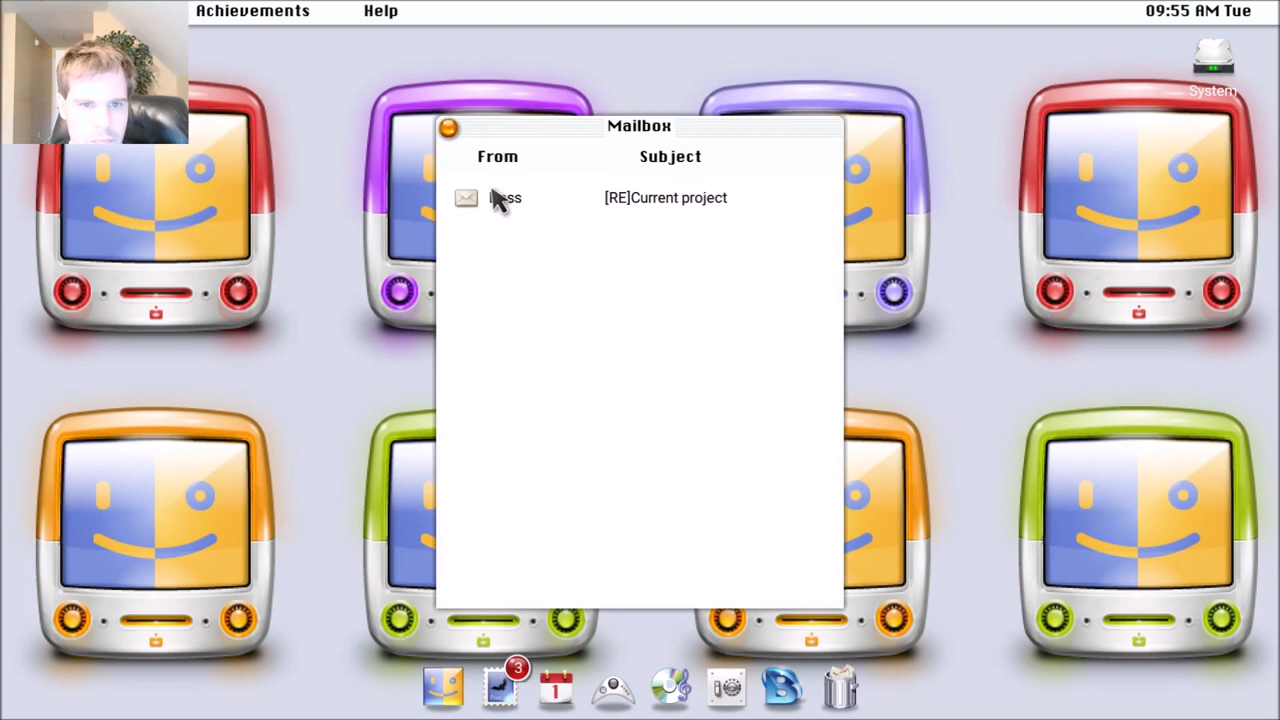 Achievements Help 09:55 AM Tue
System
Mailbox
From Subject
[RE]Current project
3
1